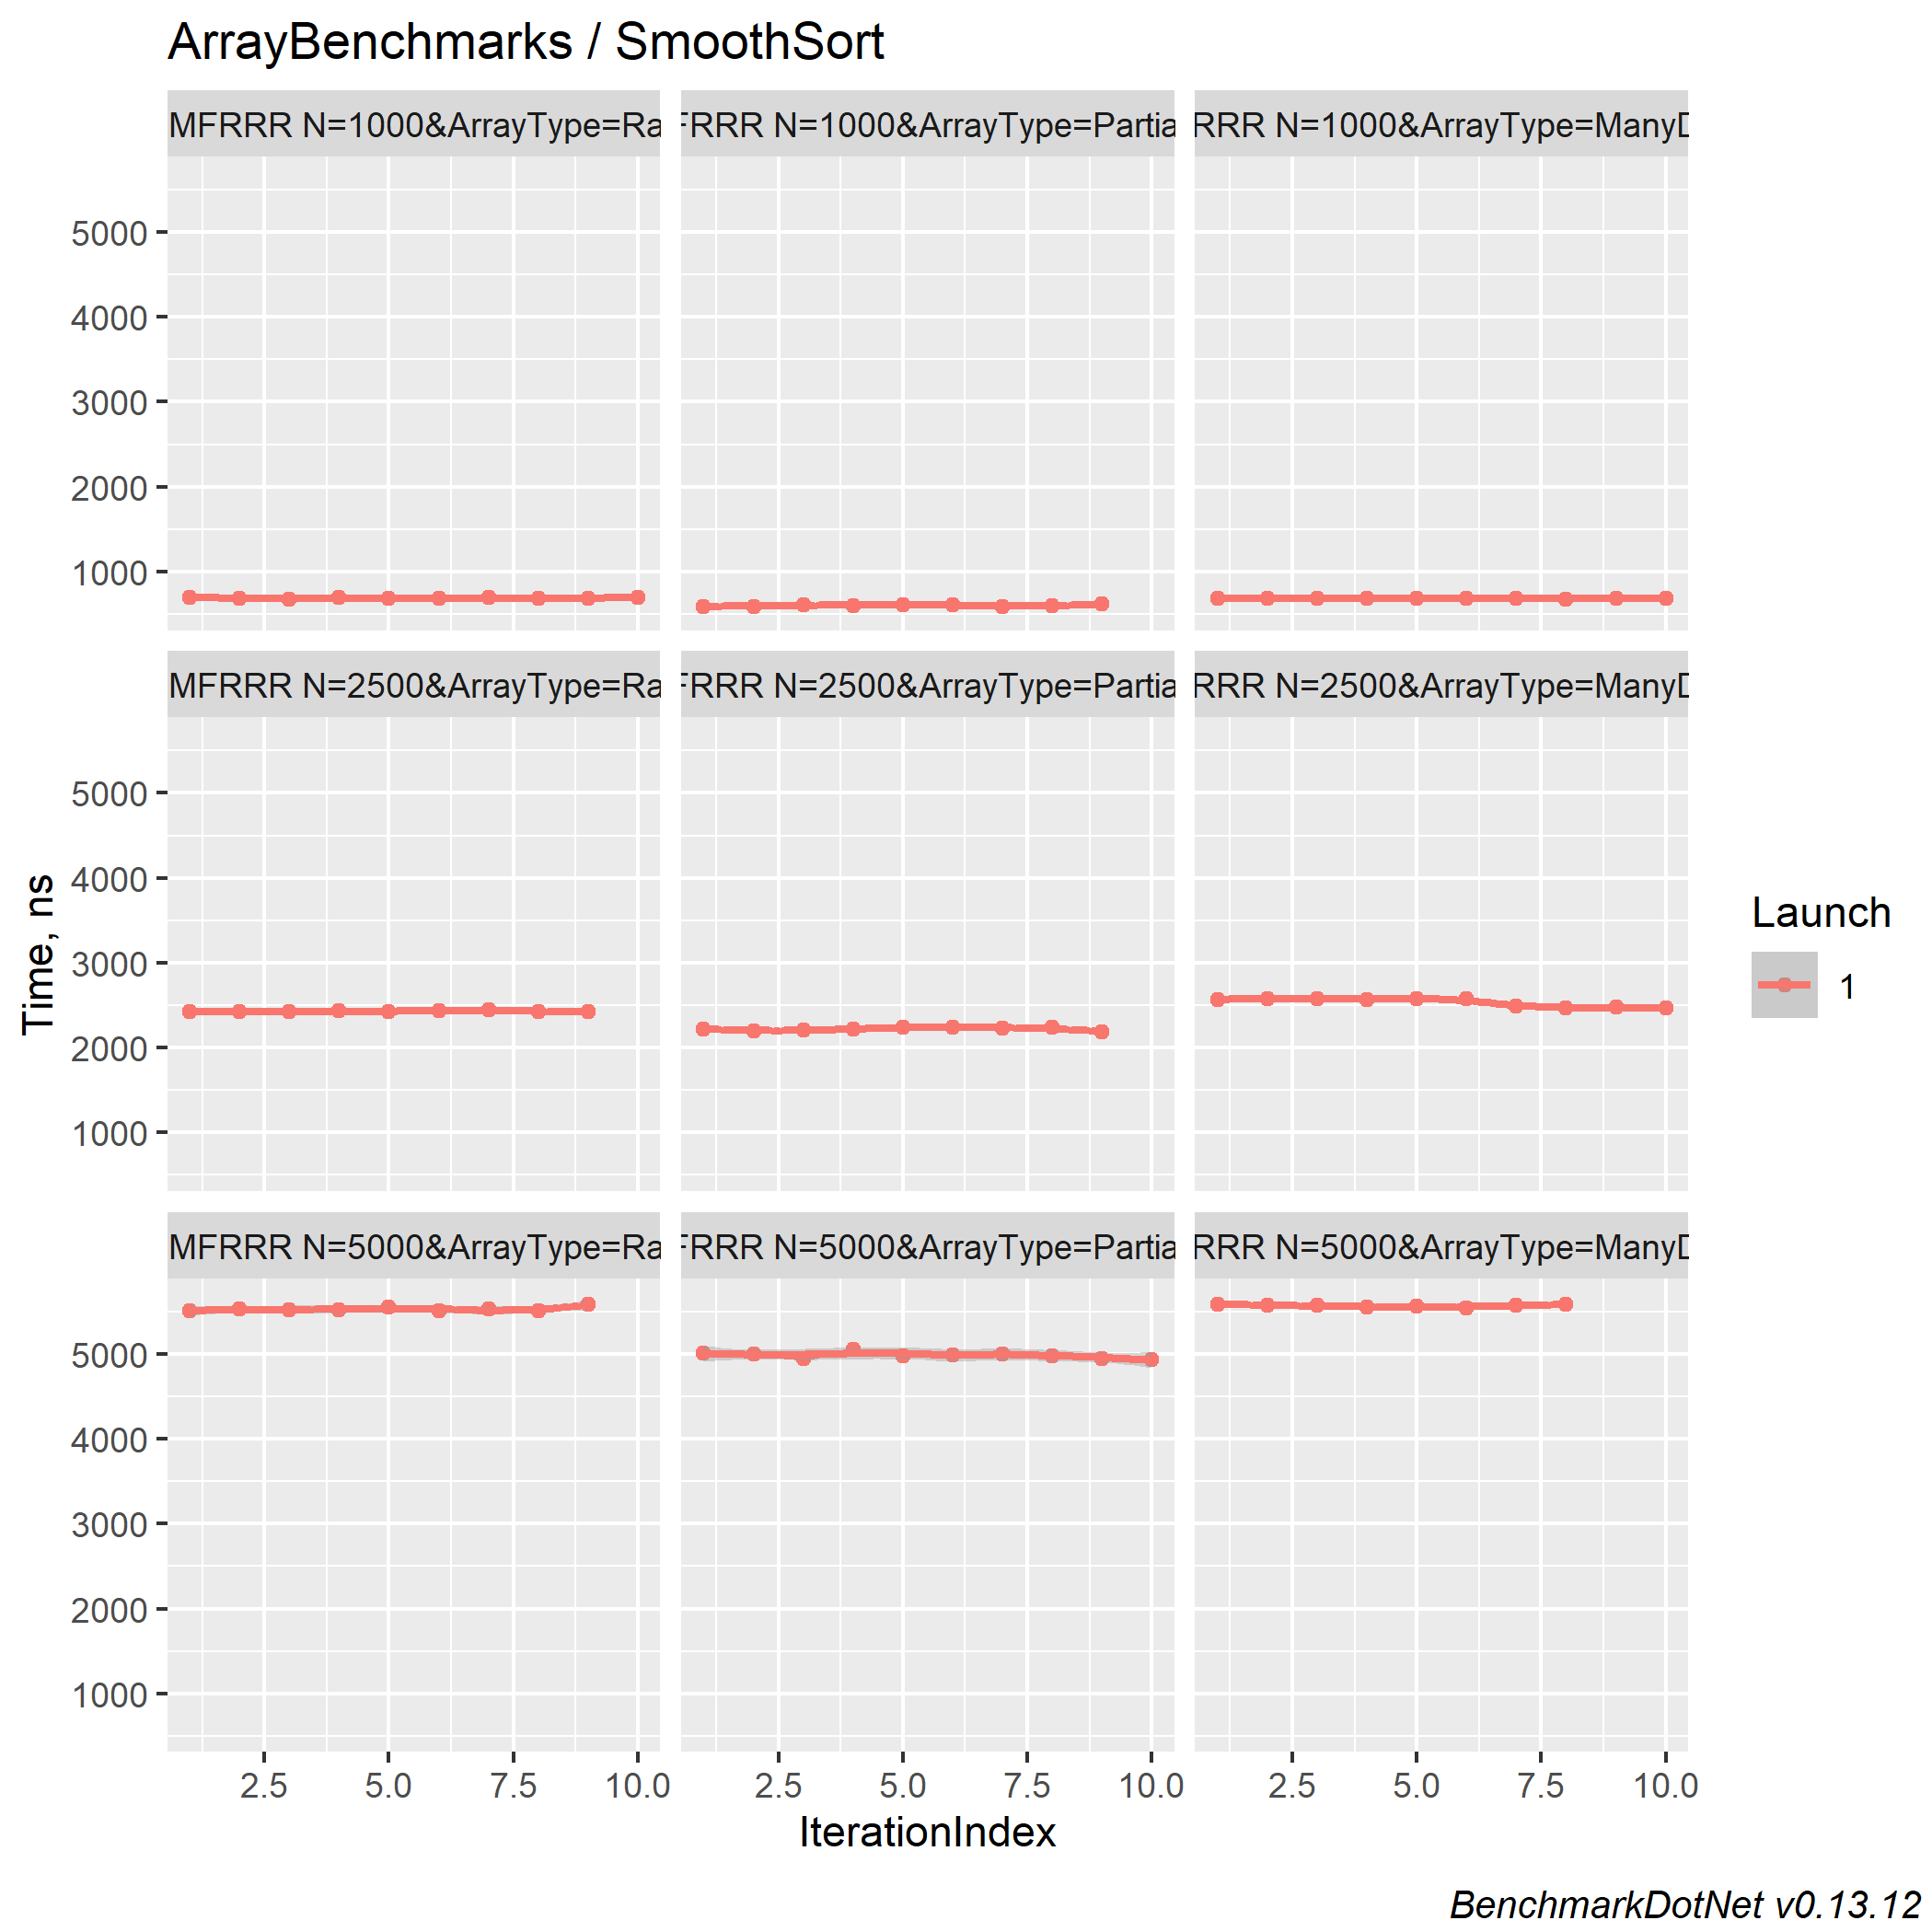 ArrayBenchmarks / SmoothSort
MFRRR N=1000&ArrayType=Ra
FRRR N=1000&ArrayType=Partia
RRR N=1000&ArrayType=ManyD
5000
4000
3000
2000
1000
MFRRR N=2500&ArrayType=Ra
FRRR N=2500&ArrayType=Partia
RRR N=2500&ArrayType=ManyD
5000
4000
3000
2000
1000
Time, ns
Launch
1
MFRRR N=5000&ArrayType=Ra
FRRR N=5000&ArrayType=Partia
RRR N=5000&ArrayType=ManyD
5000
4000
3000
2000
1000
2.5 5.0 7.5 10.0 2.5 5.0 7.5 10.0 2.5 5.0 7.5 10.0
IterationIndex
BenchmarkDotNet v0.13.12